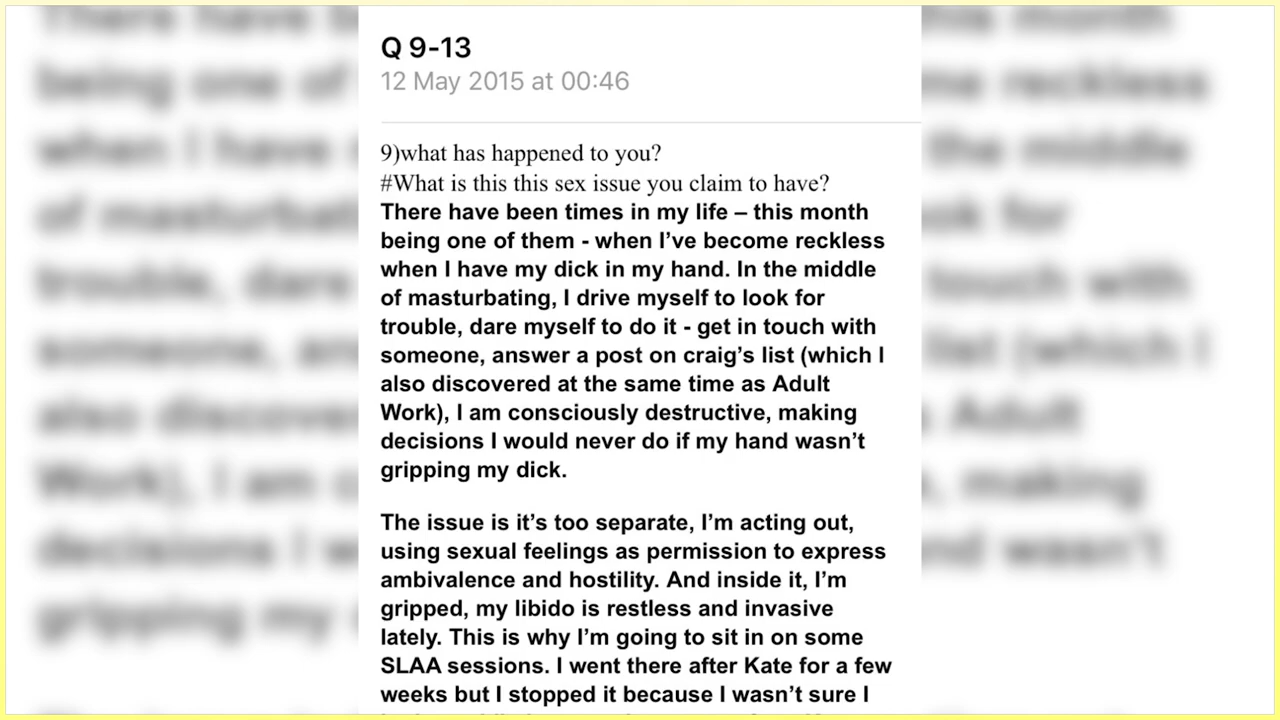 Q 9-13
12 May 2015 at 00:46
9)what has happened to you?
#What is this this sex issue you claim to have?
There have been times in my life – this month
being one of them - when I’ve become reckless
when I have my dick in my hand. In the middle
of masturbating, I drive myself to look for
trouble, dare myself to do it - get in touch with
someone, answer a post on craig’s list (which I
also discovered at the same time as Adult
Work), I am consciously destructive, making
decisions I would never do if my hand wasn’t
gripping my dick.
The issue is it’s too separate, I’m acting out,
using sexual feelings as permission to express
ambivalence and hostility. And inside it, I’m
gripped, my libido is restless and invasive
lately. This is why I’m going to sit in on some
SLAA sessions. I went there after Kate for a few
weeks but I stopped it because I wasn’t sure I